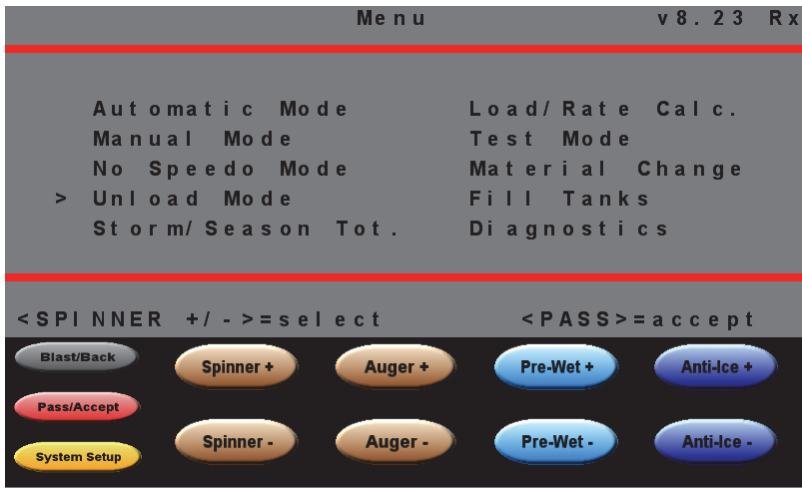 Menu v8.23 Rx
Automatic Mode Load/Rate Calc.
Manual Mode Test Mode
No Speedo Mode Material Change
> Unload Mode Fill Tanks
Storm/Season Tot. Diagnostics
<SPINNER +/->=select <PASS>=accept
Blast/Back
Spinner + Auger + Pre-Wet + Anti-Ice +
Pass/Accept
Spinner - Auger - Pre-Wet - Anti-Ice -
System Setup